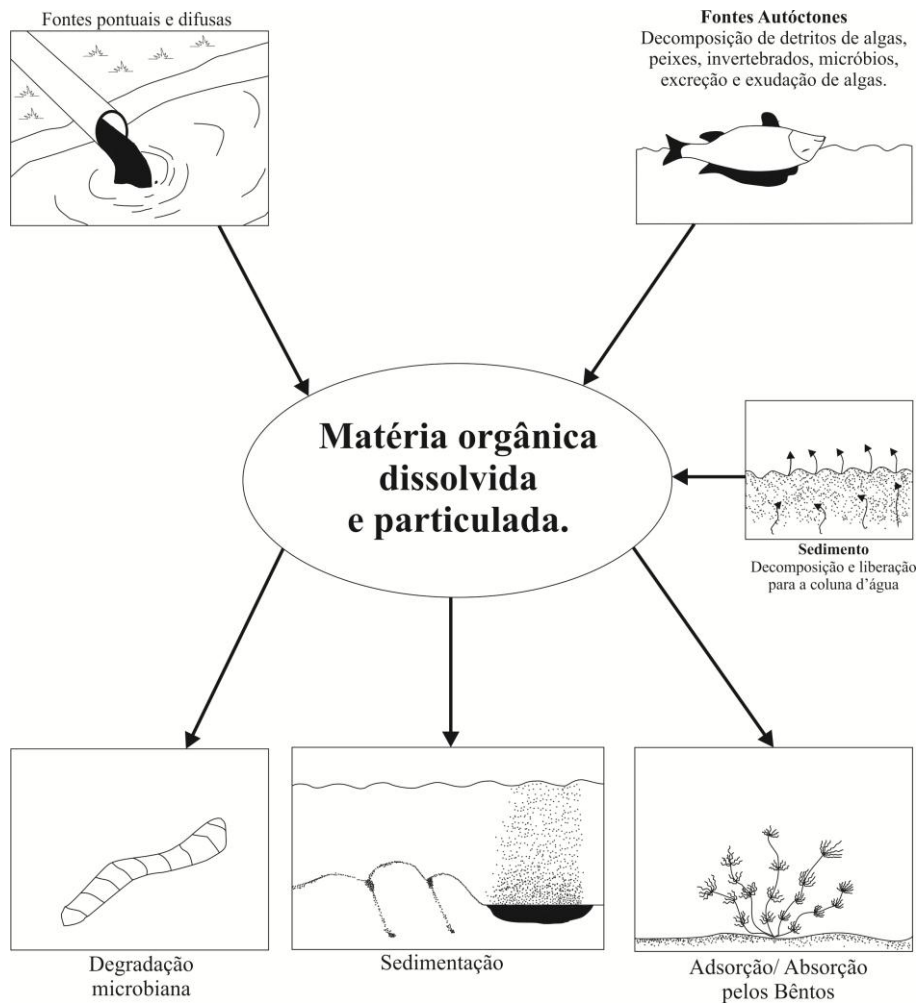 Fontes pontuais e difusas
Fontes Autóctones
Decomposição de detritos de algas,
peixes, invertebrados, micróbios,
excreção e exudação de algas.
Matéria orgânica
dissolvida
e particulada.
Sedimento
Decomposição e liberação
para a coluna d’água
Degradação
microbiana
Sedimentação
Adsorção/ Absorção
pelos Bêntos